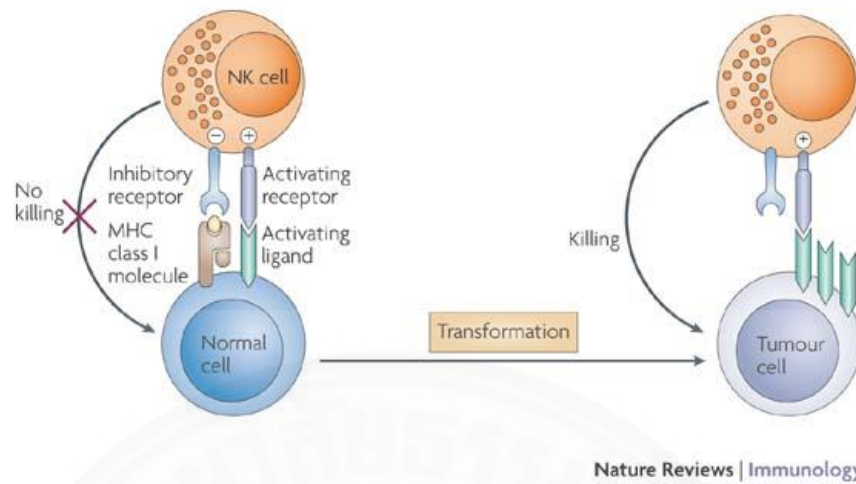 NK cell
−
+
No
killing
Inhibitory
receptor
Activating
receptor
MHC
class I
molecule
Activating
ligand
Normal
cell
Transformation
+
Killing
Tumour
cell
Nature Reviews | Immunology